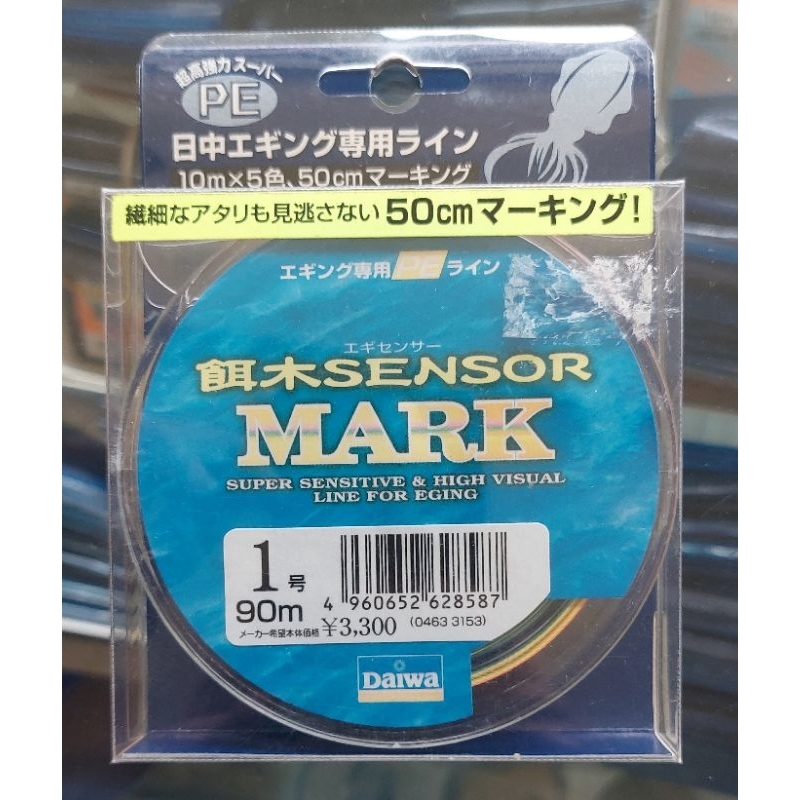 超高強力スーパー
PE
日中エギング専用ライン
10m×5色、50cmマーキング
繊細なアタリも見逃さない 50cmマーキング!
エギング専用PEライン
エギセンサー
餌木SENSOR
MARK
SUPER SENSITIVE & HIGH VISUAL
LINE FOR EGING
1号
90m
4 960652 628587
メーカー希望本体価格 ¥3,300 (0463 3153)
Daiwa